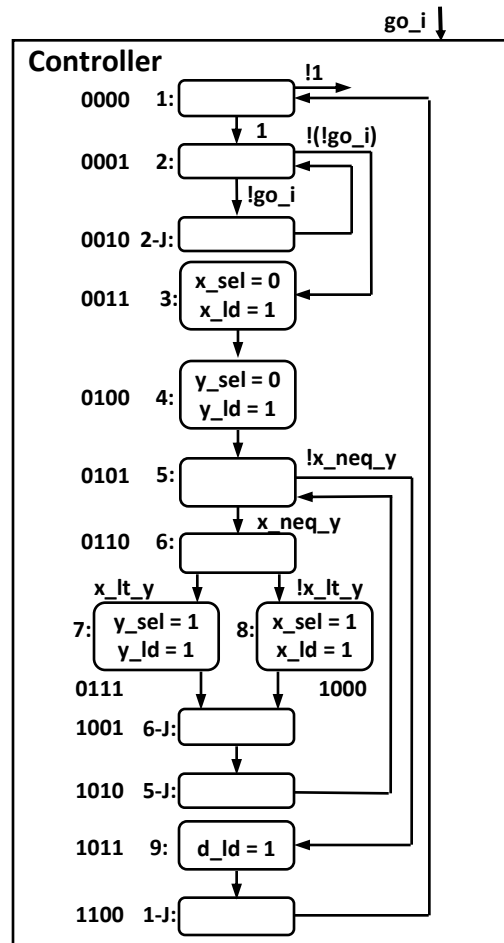 go_i
Controller
!1
0000 1:
1
!(!go_i)
0001 2:
!go_i
0010 2-J:
x_sel = 0
0011 3:
x_ld = 1
y_sel = 0
0100 4:
y_ld = 1
!x_neq_y
0101 5:
x_neq_y
0110 6:
x_lt_y !x_lt_y
7: y_sel = 1 8: x_sel = 1
y_ld = 1 x_ld = 1
0111 1000
1001 6-J:
1010 5-J:
1011 9: d_ld = 1
1100 1-J: